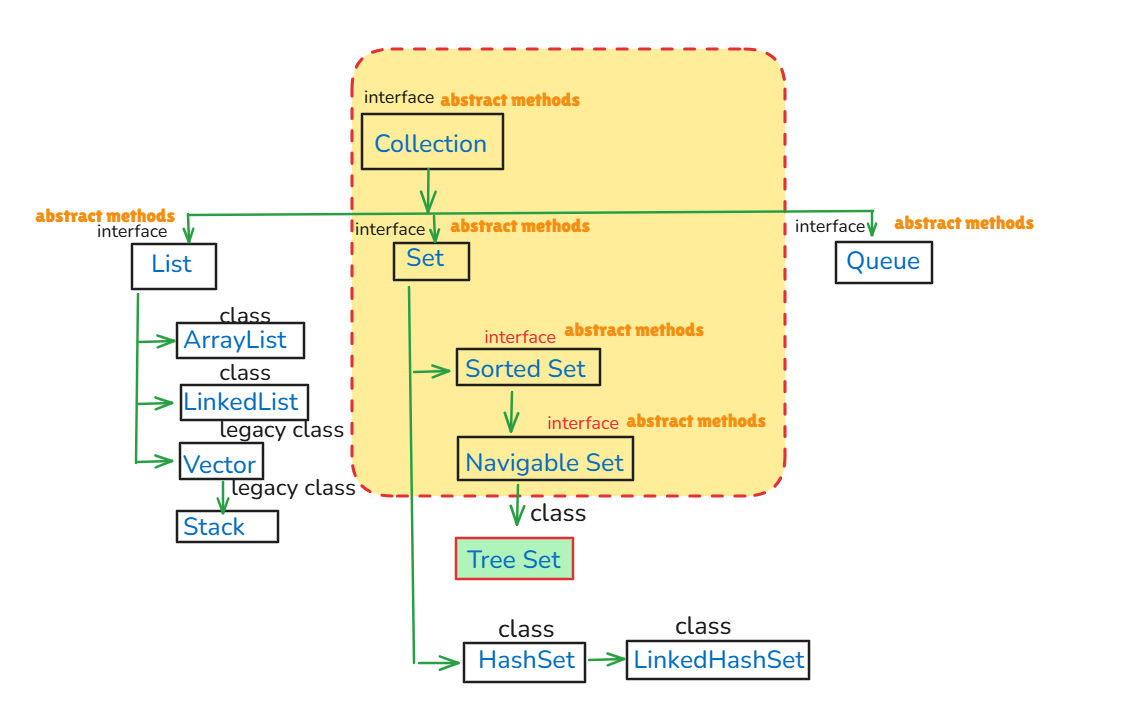 interface abstract methods
Collection
abstract methods
interface
List
interface abstract methods
Set
interface abstract methods
Queue
class
ArrayList
class
LinkedList
legacy class
Vector
legacy class
Stack
interface abstract methods
Sorted Set
interface abstract methods
Navigable Set
class
Tree Set
class
HashSet
class
LinkedHashSet